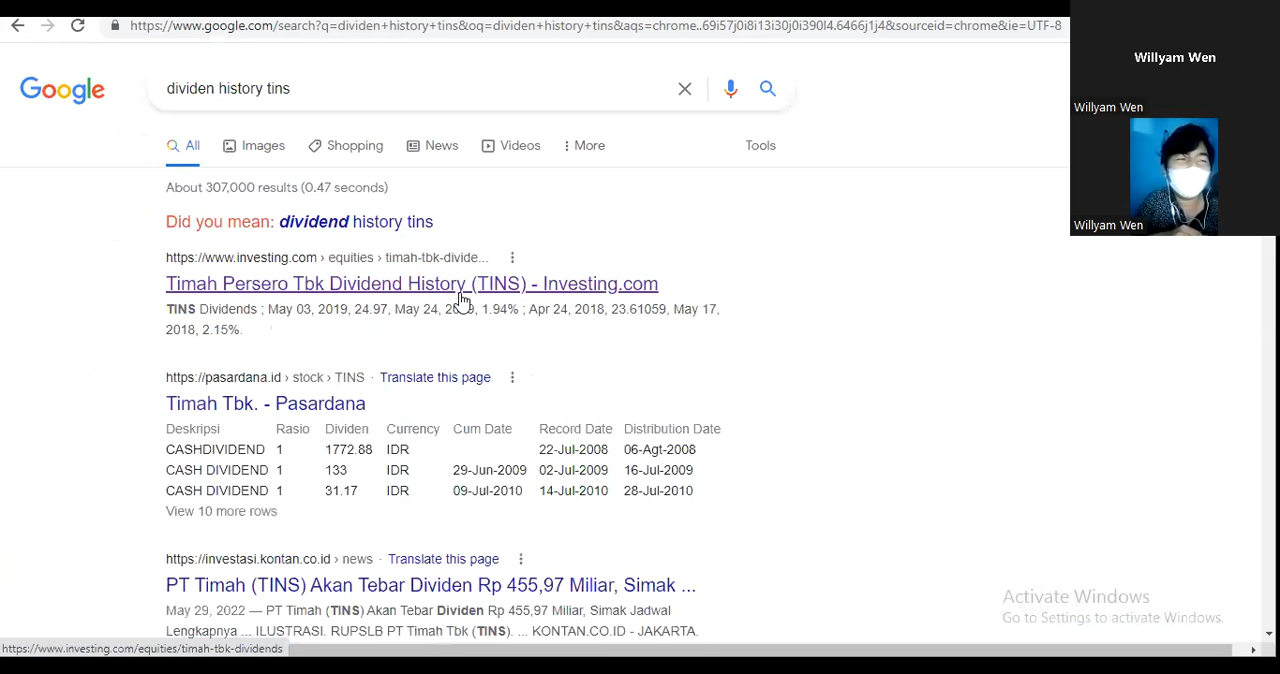 https://www.google.com/search?q=dividen+history+tins&oq=dividen+history+tins&aqs=chrome..69i57j0i8i13i30j0i390l4.6466j1j4&sourceid=chrome&ie=UTF-8
Willyam Wen
Willyam Wen
Willyam Wen
Google
dividen history tins
All Images Shopping News Videos More Tools
About 307,000 results (0.47 seconds)
Did you mean: dividend history tins
https://www.investing.com › equities › timah-tbk-divide...
Timah Persero Tbk Dividend History (TINS) - Investing.com
TINS Dividends ; May 03, 2019, 24.97, May 24, 2019, 1.94% ; Apr 24, 2018, 23.61059, May 17,
2018, 2.15%.
https://pasardana.id › stock › TINS · Translate this page
Timah Tbk. - Pasardana
Deskripsi Rasio Dividen Currency Cum Date Record Date Distribution Date
CASHDIVIDEND 1 1772.88 IDR 22-Jul-2008 06-Agt-2008
CASH DIVIDEND 1 133 IDR 29-Jun-2009 02-Jul-2009 16-Jul-2009
CASH DIVIDEND 1 31.17 IDR 09-Jul-2010 14-Jul-2010 28-Jul-2010
View 10 more rows
https://investasi.kontan.co.id › news · Translate this page
PT Timah (TINS) Akan Tebar Dividen Rp 455,97 Miliar, Simak ...
May 29, 2022 — PT Timah (TINS) Akan Tebar Dividen Rp 455,97 Miliar, Simak Jadwal
Lengkapnya ... ILUSTRASI. RUPSLB PT Timah Tbk (TINS). ... KONTAN.CO.ID - JAKARTA.
Activate Windows
Go to Settings to activate Windows.
https://www.investing.com/equities/timah-tbk-dividends